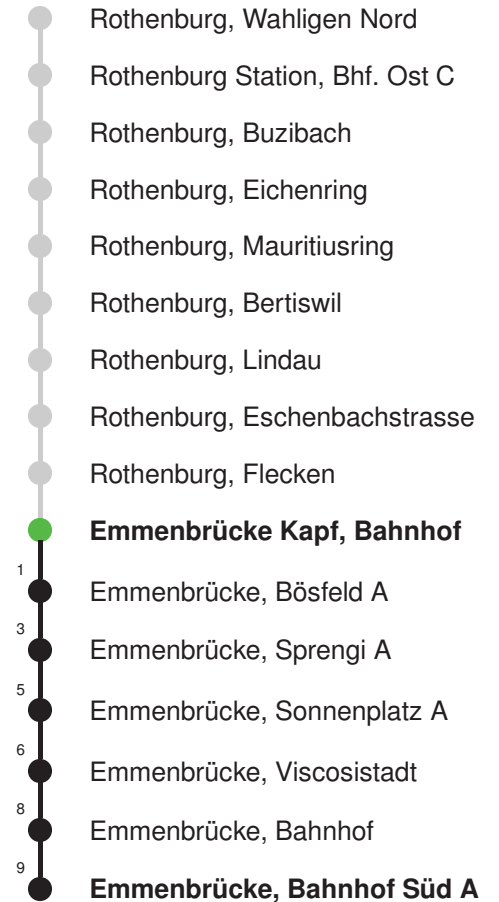 Rothenburg, Wahligen Nord
Rothenburg Station, Bhf. Ost C
Rothenburg, Buzibach
Rothenburg, Eichenring
Rothenburg, Mauritiusring
Rothenburg, Bertiswil
Rothenburg, Lindau
Rothenburg, Eschenbachstrasse
Rothenburg, Flecken
Emmenbrücke Kapf, Bahnhof
1 Emmenbrücke, Bösfeld A
3 Emmenbrücke, Sprengi A
5 Emmenbrücke, Sonnenplatz A
6 Emmenbrücke, Viscosistadt
8 Emmenbrücke, Bahnhof
9 Emmenbrücke, Bahnhof Süd A